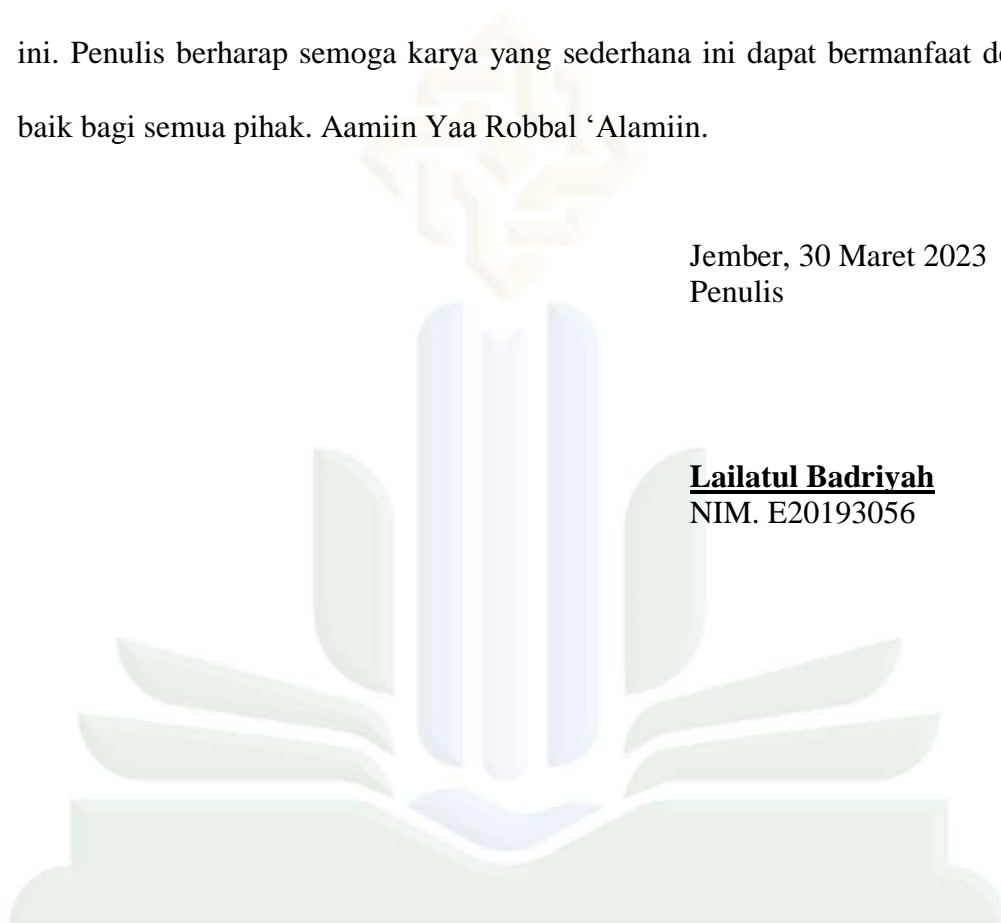 ini. Penulis berharap semoga karya yang sederhana ini dapat bermanfaat
baik bagi semua pihak. Aamiin Yaa Robbal ‘Alamiin.
Jember, 30 Maret 2023
Penulis
Lailatul Badriyah
NIM. E20193056